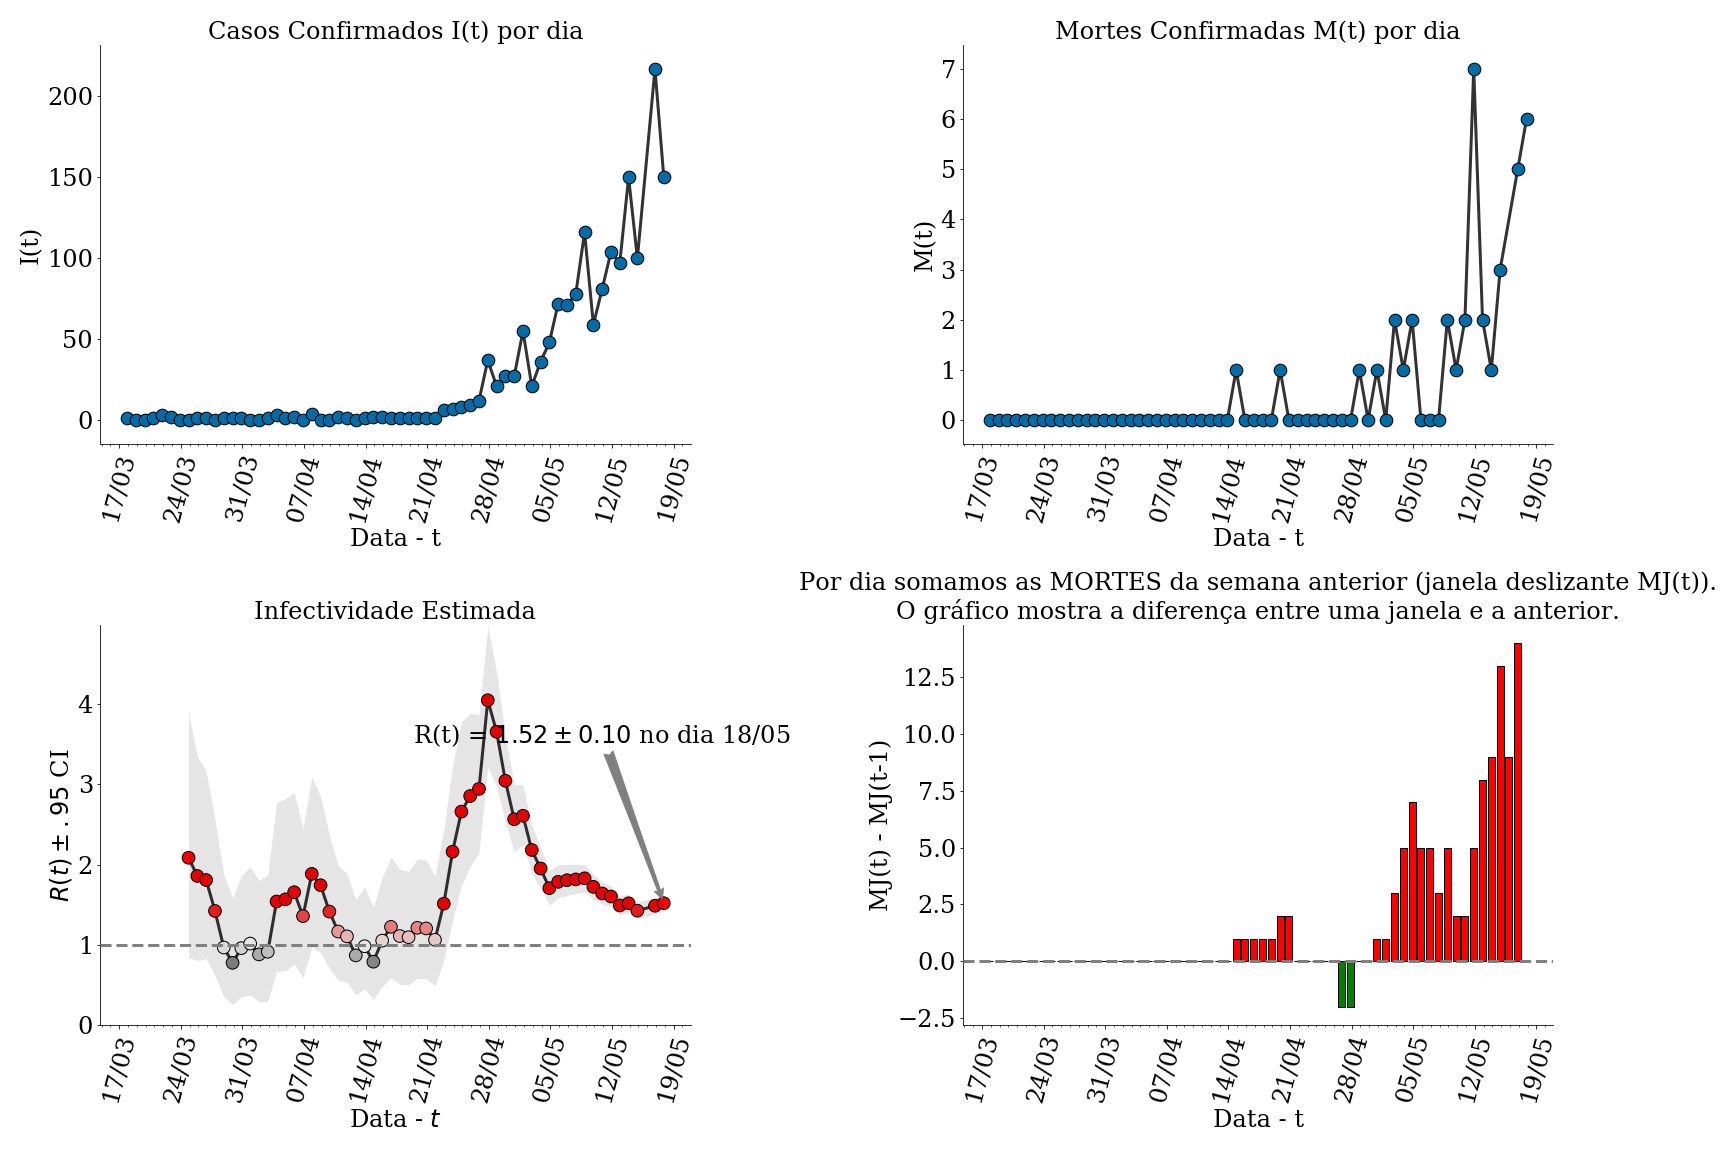 Casos Confirmados I(t) por dia
200
150
100
50
0
I(t)
17/03 24/03 31/03 07/04 14/04 21/04 28/04 05/05 12/05 19/05
Data - t
Mortes Confirmadas M(t) por dia
7
6
5
4
3
2
1
0
M(t)
17/03 24/03 31/03 07/04 14/04 21/04 28/04 05/05 12/05 19/05
Data - t
Infectividade Estimada
4
3
2
1
0
R(t) ± .95 CI
R(t) = 1.52 ± 0.10 no dia 18/05
17/03 24/03 31/03 07/04 14/04 21/04 28/04 05/05 12/05 19/05
Data - t
Por dia somamos as MORTES da semana anterior (janela deslizante MJ(t)).
O gráfico mostra a diferença entre uma janela e a anterior.
12.5
10.0
7.5
5.0
2.5
0.0
−2.5
MJ(t) - MJ(t-1)
17/03 24/03 31/03 07/04 14/04 21/04 28/04 05/05 12/05 19/05
Data - t